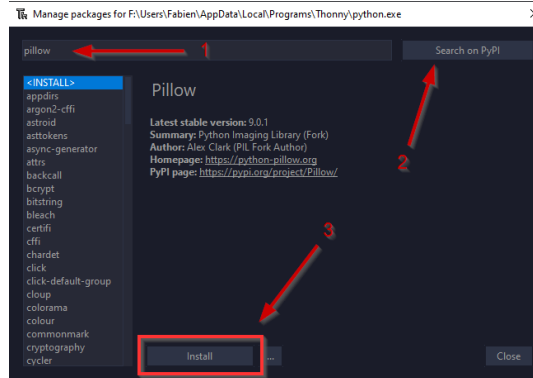 Manage packages for F:\Users\Fabien\AppData\Local\Programs\Thonny\python.exe
pillow
1
Search on PyPI
2
<INSTALL>
appdirs
argon2-cffi
astroid
asttokens
async-generator
attrs
backcall
bcrypt
bitstring
bleach
certifi
cffi
chardet
click
click-default-group
cloup
colorama
colour
commonmark
cryptography
cycler
Pillow
Latest stable version: 9.0.1
Summary: Python Imaging Library (Fork)
Author: Alex Clark (PIL Fork Author)
Homepage: https://python-pillow.org
PyPI page: https://pypi.org/project/Pillow/
3
Install
...
Close